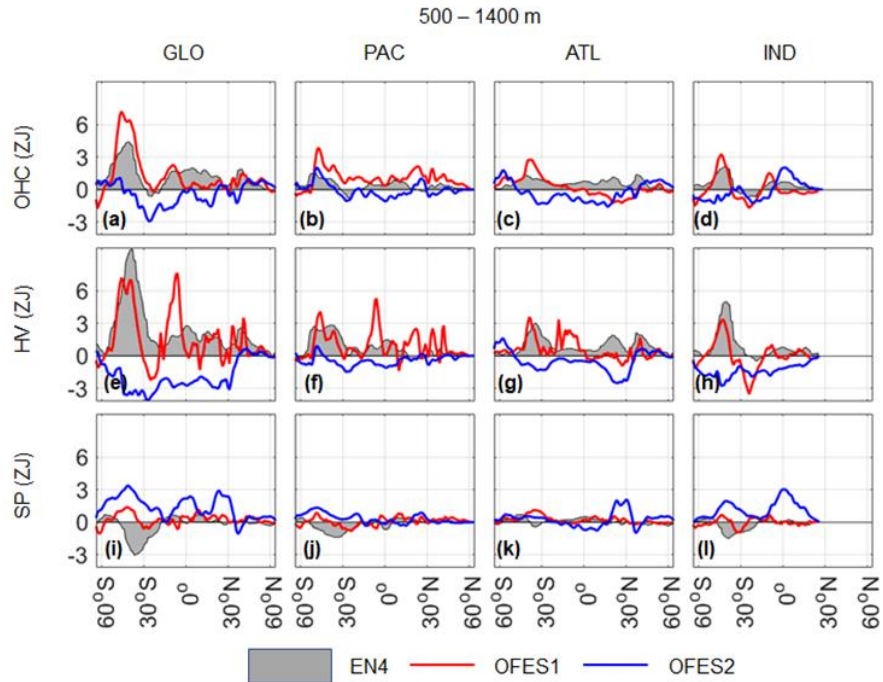 500 – 1400 m
GLO PAC ATL IND
OHC (ZJ)
6
3
0
-3
(a) (b) (c) (d)
HV (ZJ)
6
3
0
-3
(e) (f) (g) (h)
SP (ZJ)
6
3
0
-3
(i) (j) (k) (l)
60°S 30°S 0° 30°N 60°N 60°S 30°S 0° 30°N 60°N 60°S 30°S 0° 30°N 60°N 60°S 30°S 0° 30°N 60°N
EN4 OFES1 OFES2